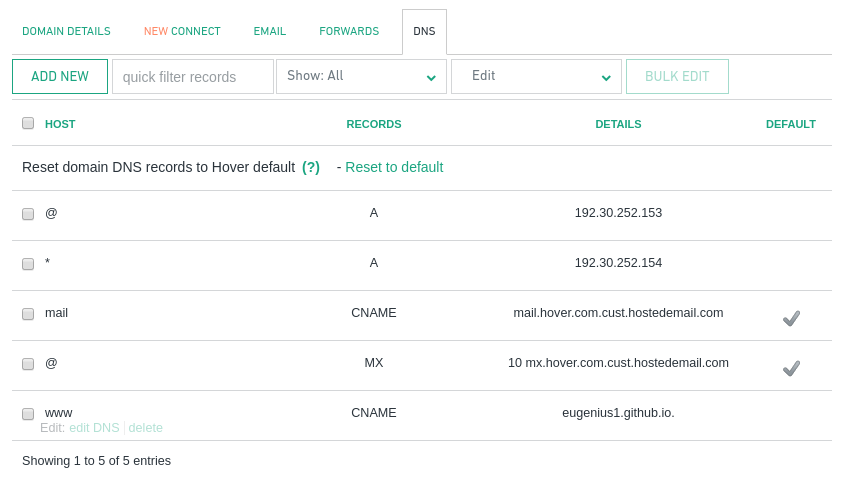 DOMAIN DETAILS NEW CONNECT EMAIL FORWARDS DNS
ADD NEW quick filter records Show: All Edit BULK EDIT
HOST RECORDS DETAILS DEFAULT
Reset domain DNS records to Hover default (?) - Reset to default
@ A 192.30.252.153
* A 192.30.252.154
mail CNAME mail.hover.com.cust.hostedemail.com
@ MX 10 mx.hover.com.cust.hostedemail.com
www CNAME eugenius1.github.io.
Edit: edit DNS delete
Showing 1 to 5 of 5 entries